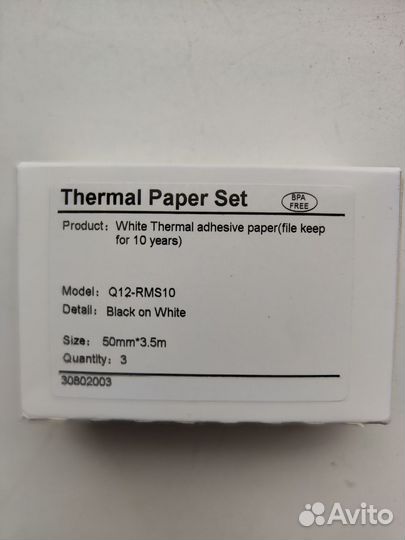 Thermal Paper Set
BPA
FREE
Product: White Thermal adhesive paper(file keep
for 10 years)
Model: Q12-RMS10
Detail: Black on White
Size: 50mm*3.5m
Quantity: 3
30802003
Avito